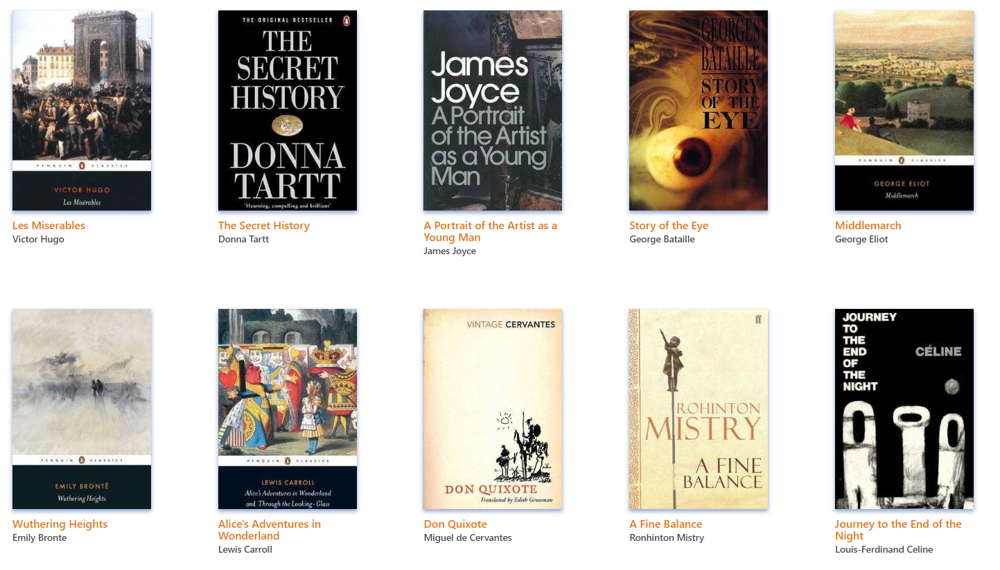 PENGUIN CLASSICS
VICTOR HUGO
Les Misérables
Les Miserables
Victor Hugo
THE ORIGINAL BESTSELLER
THE
SECRET
HISTORY
DONNA
TARTT
'Haunting, compelling and brilliant'
The Secret History
Donna Tartt
James
Joyce
A Portrait
of the Artist
as a Young
Man
A Portrait of the Artist as a
Young Man
James Joyce
GEORGES
BATAILLE
STORY
OF THE
EYE
Story of the Eye
George Bataille
PENGUIN CLASSICS
GEORGE ELIOT
Middlemarch
Middlemarch
George Eliot
PENGUIN CLASSICS
EMILY BRONTË
Wuthering Heights
Wuthering Heights
Emily Bronte
PENGUIN CLASSICS
LEWIS CARROLL
Alice's Adventures in Wonderland
and Through the Looking-Glass
Alice's Adventures in
Wonderland
Lewis Carroll
VINTAGE CERVANTES
DON QUIXOTE
Translated by Edith Grossman
Don Quixote
Miguel de Cervantes
ff
ROHINTON
MISTRY
A FINE
BALANCE
A Fine Balance
Ronhinton Mistry
JOURNEY
TO
THE
END
OF
THE
NIGHT
CÉLINE
Journey to the End of the
Night
Louis-Ferdinand Celine